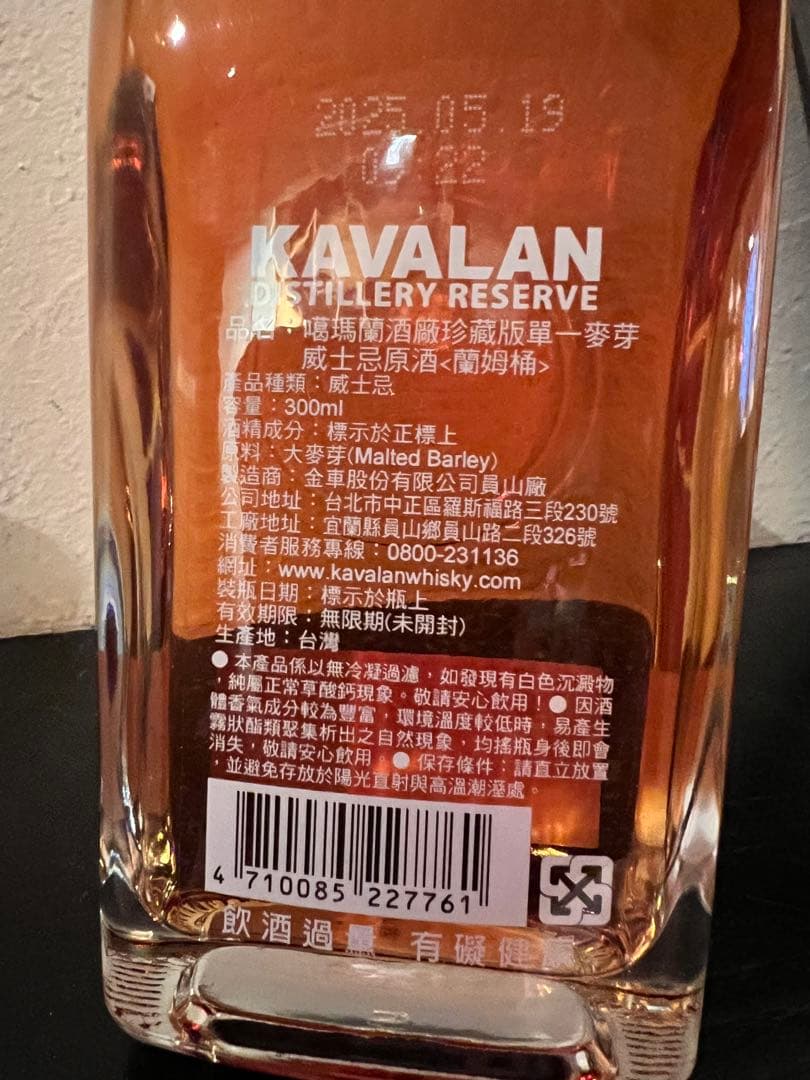 2025.05.19
:22
KAVALAN
DISTILLERY RESERVE
品名：噶瑪蘭酒廠珍藏版單一麥芽
威士忌原酒<蘭姆桶>
產品種類：威士忌
容量：300ml
酒精成分：標示於正標上
原料：大麥芽(Malted Barley)
製造商：金車股份有限公司員山廠
公司地址：台北市中正區羅斯福路三段230號
工廠地址：宜蘭縣員山鄉員山路二段326號
消費者服務專線：0800-231136
網址：www.kavalanwhisky.com
裝瓶日期：標示於瓶上
有效期限：無限期(未開封)
生產地：台灣
● 本產品係以無冷凝過濾，如發現有白色沉澱物
，純屬正常草酸鈣現象。敬請安心飲用！● 因酒
體香氣成分較為豐富，環境溫度較低時，易產生
霧狀酯類聚集析出之自然現象，均搖瓶身後即會
消失，敬請安心飲用 ● 保存條件：請直立放置
，並避免存放於陽光直射與高溫潮溼處。
4 710085 227761
飲酒過量 有礙健康